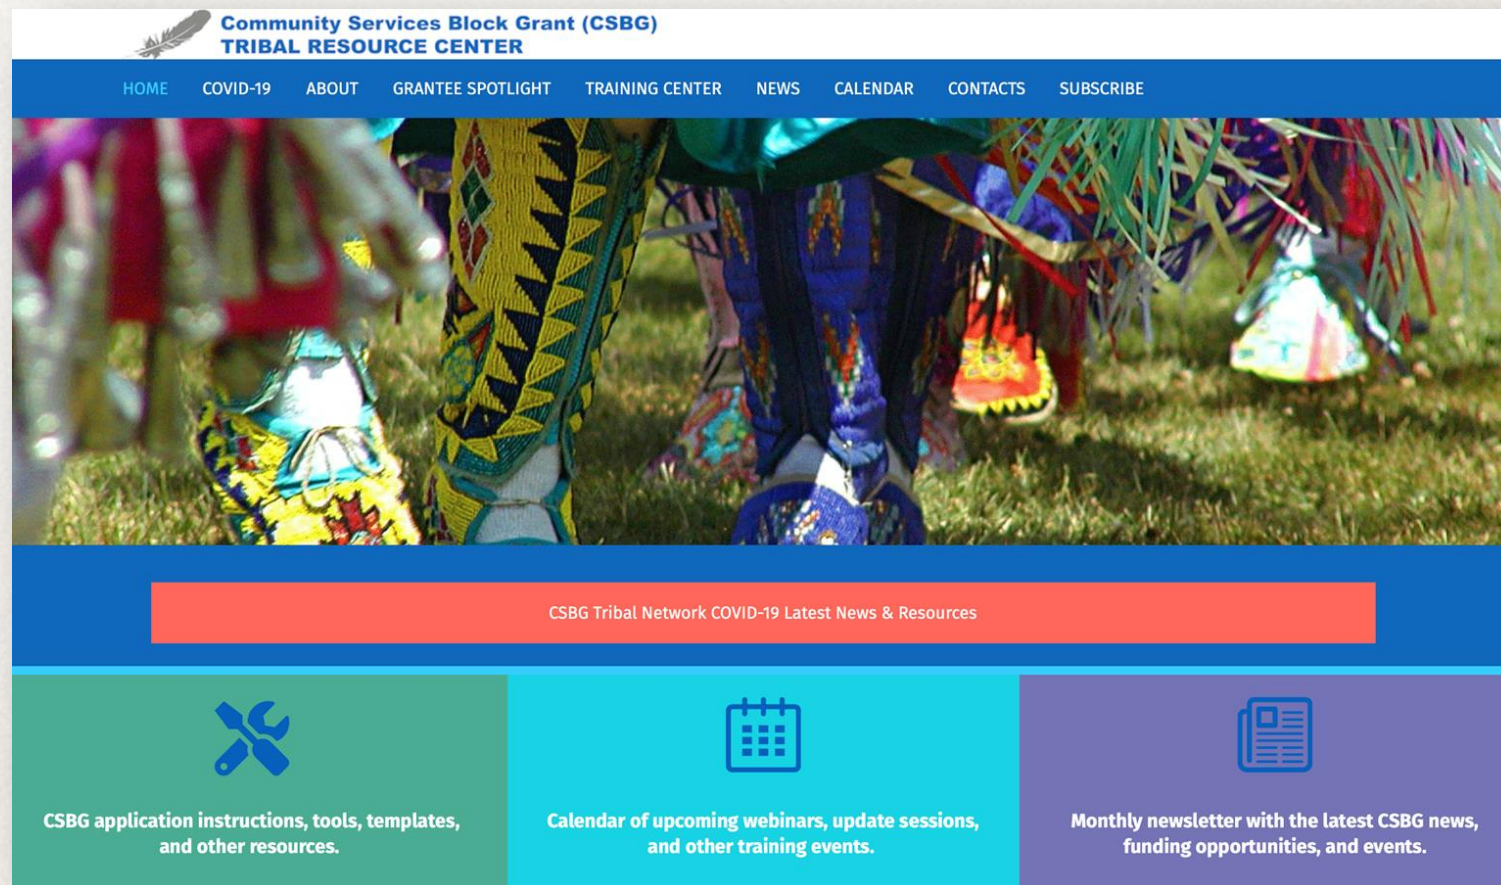 Community Services Block Grant (CSBG)
TRIBAL RESOURCE CENTER
HOME COVID-19 ABOUT GRANTEE SPOTLIGHT TRAINING CENTER NEWS CALENDAR CONTACTS SUBSCRIBE
CSBG Tribal Network COVID-19 Latest News & Resources
CSBG application instructions, tools, templates,
and other resources.
Calendar of upcoming webinars, update sessions,
and other training events.
Monthly newsletter with the latest CSBG news,
funding opportunities, and events.